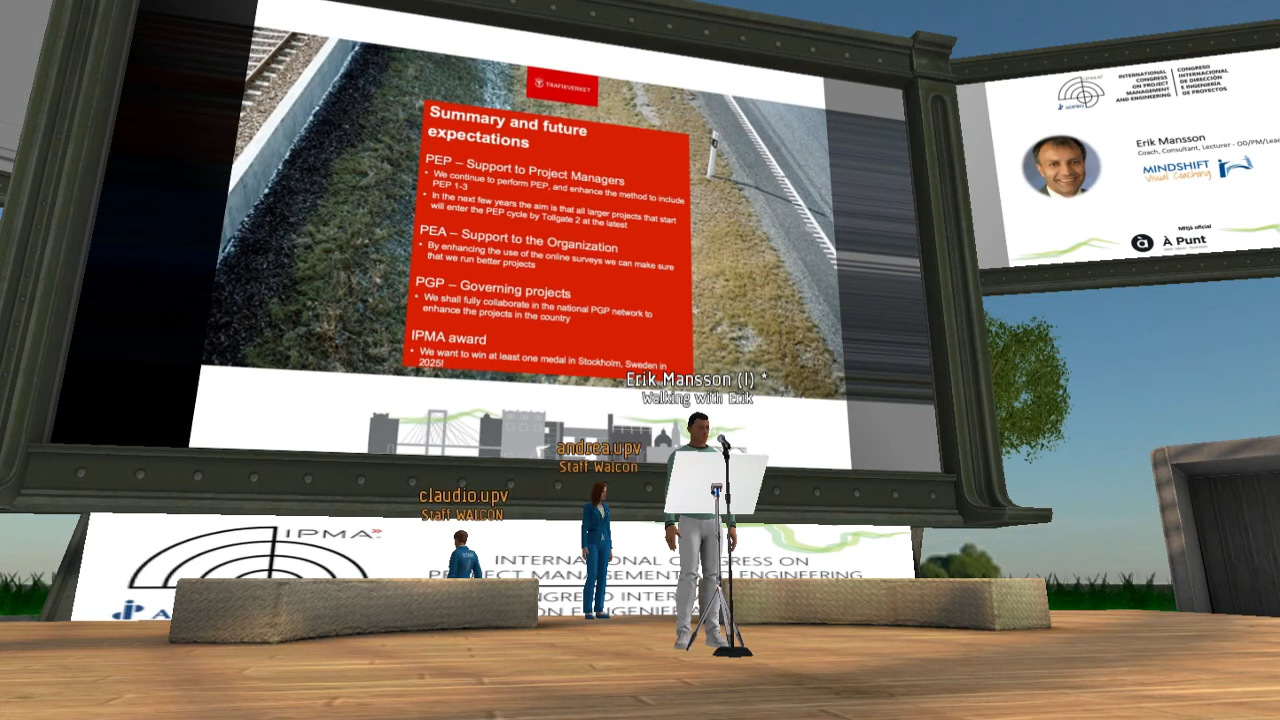 TRAFIKVERKET
Summary and future
expectations
PEP – Support to Project Managers
• We continue to perform PEP, and enhance the method to include
PEP 1-3
• In the next few years the aim is that all larger projects that start
will enter the PEP cycle by Tollgate 2 at the latest
PEA – Support to the Organization
• By enhancing the use of the online surveys we can make sure
that we run better projects
PGP – Governing projects
• We shall fully collaborate in the national PGP network to
enhance the projects in the country
IPMA award
• We want to win at least one medal in Stockholm, Sweden in
2025!
INTERNATIONAL
CONGRESS
ON PROJECT
MANAGEMENT
AND ENGINEERING
CONGRESO
INTERNACIONAL
DE DIRECCIÓN
E INGENIERÍA
DE PROYECTOS
Erik Mansson
Coach, Consultant, Lecturer - OD/PM/Lea
MINDSHIFT
Visual Coaching
Mitjà oficial
à À Punt
Erik Mansson (I) *
Walking with Erik
andrea.upv
Staff Walcon
claudio.upv
Staff WALCON
IPMA
INTERNATIONAL CONGRESS ON
PROJECT MANAGEMENT ENGINEERING